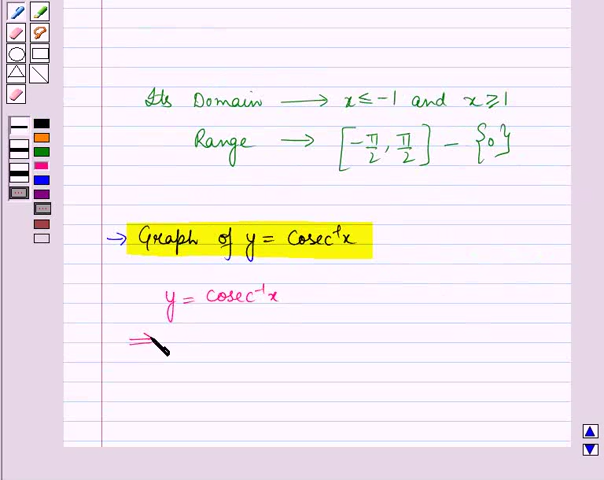 Its Domain ⟶ x ≤ -1 and x ≥ 1
Range ⟶ [-π/2, π/2] - {0}
→ Graph of y = cosec⁻¹x
y = cosec⁻¹x
⇒